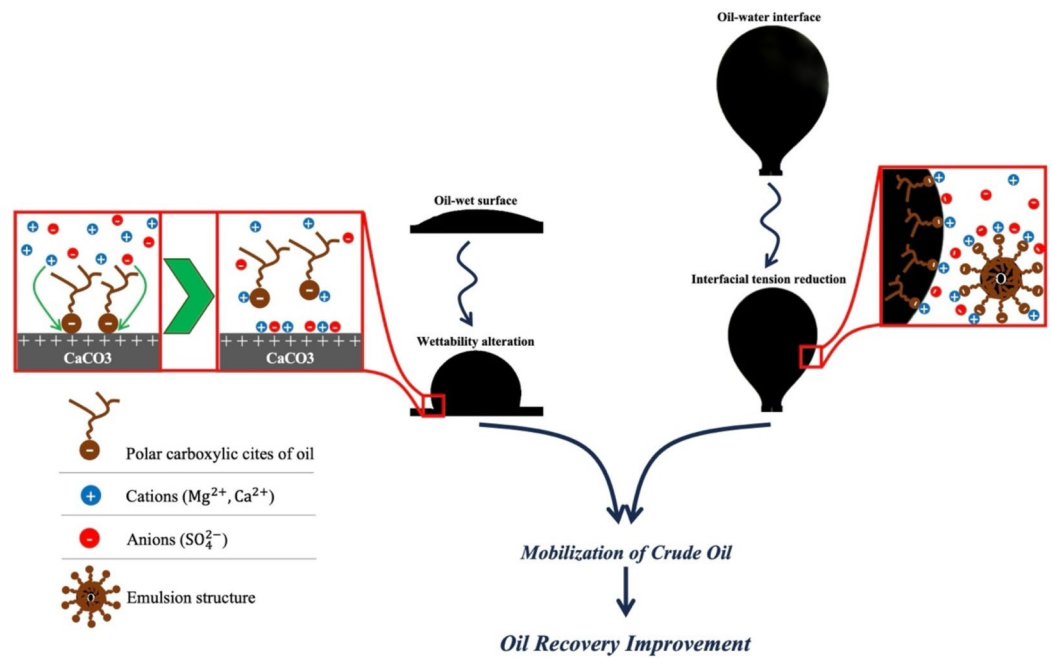 Oil-water interface
Oil-wet surface
Interfacial tension reduction
Wettability alteration
CaCO3
CaCO3
Polar carboxylic cites of oil
Cations (Mg²⁺, Ca²⁺)
Anions (SO₄²⁻)
Emulsion structure
Mobilization of Crude Oil
Oil Recovery Improvement